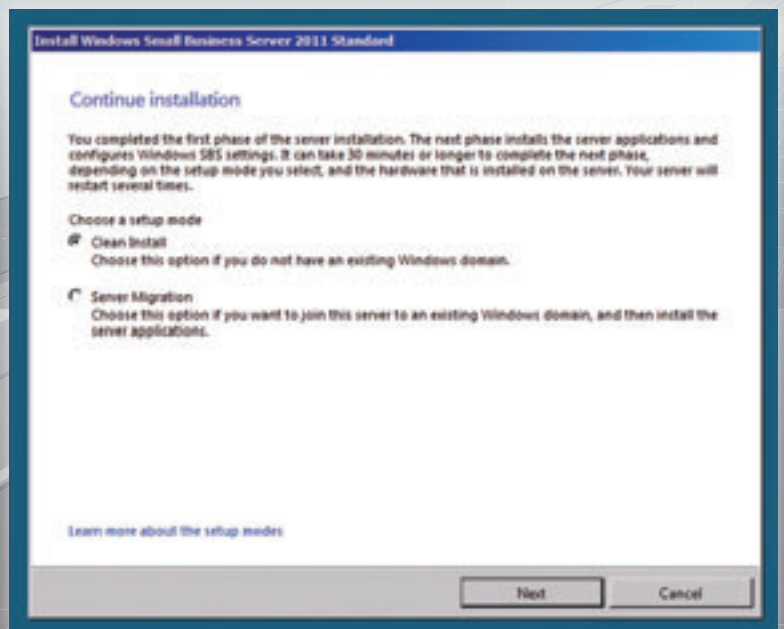 Install Windows Small Business Server 2011 Standard
Continue installation
You completed the first phase of the server installation. The next phase installs the server applications and
configures Windows SBS settings. It can take 30 minutes or longer to complete the next phase,
depending on the setup mode you select, and the hardware that is installed on the server. Your server will
restart several times.
Choose a setup mode
Clean Install
Choose this option if you do not have an existing Windows domain.
Server Migration
Choose this option if you want to join this server to an existing Windows domain, and then install the
server applications.
Learn more about the setup modes
Next
Cancel